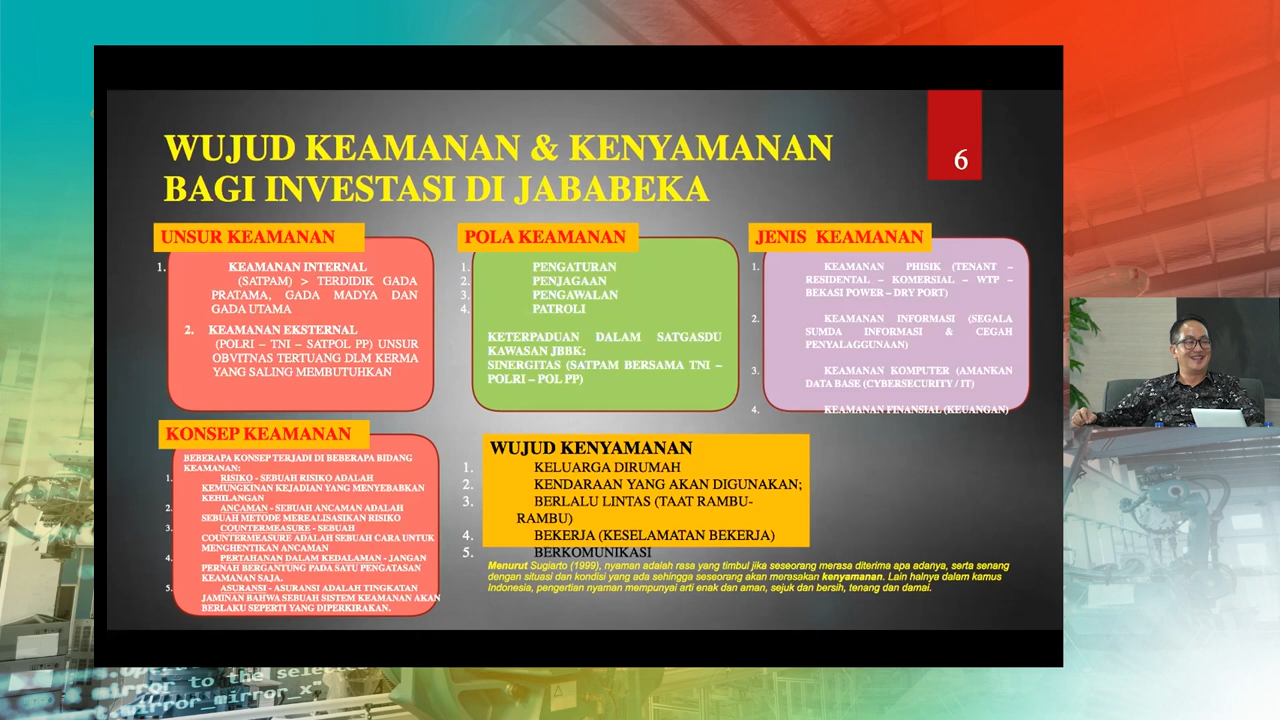 WUJUD KEAMANAN & KENYAMANAN
BAGI INVESTASI DI JABABEKA
6
UNSUR KEAMANAN
1. KEAMANAN INTERNAL
(SATPAM) > TERDIDIK GADA
PRATAMA, GADA MADYA DAN
GADA UTAMA
2. KEAMANAN EKSTERNAL
(POLRI – TNI – SATPOL PP) UNSUR
OBVITNAS TERTUANG DLM KERMA
YANG SALING MEMBUTUHKAN
POLA KEAMANAN
1. PENGATURAN
2. PENJAGAAN
3. PENGAWALAN
4. PATROLI
KETERPADUAN DALAM SATGASDU
KAWASAN JBBK:
SINERGITAS (SATPAM BERSAMA TNI –
POLRI – POL PP)
JENIS KEAMANAN
1. KEAMANAN PHISIK (TENANT –
RESIDENTAL – KOMERSIAL – WTP –
BEKASI POWER – DRY PORT)
2. KEAMANAN INFORMASI (SEGALA
SUMDA INFORMASI & CEGAH
PENYALAGGUNAAN)
3. KEAMANAN KOMPUTER (AMANKAN
DATA BASE (CYBERSECURITY / IT)
4. KEAMANAN FINANSIAL (KEUANGAN)
KONSEP KEAMANAN
BEBERAPA KONSEP TERJADI DI BEBERAPA BIDANG
KEAMANAN:
1. RISIKO - SEBUAH RISIKO ADALAH
KEMUNGKINAN KEJADIAN YANG MENYEBABKAN
KEHILANGAN
2. ANCAMAN - SEBUAH ANCAMAN ADALAH
SEBUAH METODE MEREALISASIKAN RISIKO
3. COUNTERMEASURE - SEBUAH
COUNTERMEASURE ADALAH SEBUAH CARA UNTUK
MENGHENTIKAN ANCAMAN
4. PERTAHANAN DALAM KEDALAMAN - JANGAN
PERNAH BERGANTUNG PADA SATU PENGATASAN
KEAMANAN SAJA.
5. ASURANSI - ASURANSI ADALAH TINGKATAN
JAMINAN BAHWA SEBUAH SISTEM KEAMANAN AKAN
BERLAKU SEPERTI YANG DIPERKIRAKAN.
WUJUD KENYAMANAN
1. KELUARGA DIRUMAH
2. KENDARAAN YANG AKAN DIGUNAKAN;
3. BERLALU LINTAS (TAAT RAMBU-
RAMBU)
4. BEKERJA (KESELAMATAN BEKERJA)
5. BERKOMUNIKASI
Menurut Sugiarto (1999), nyaman adalah rasa yang timbul jika seseorang merasa diterima apa adanya, serta senang
dengan situasi dan kondisi yang ada sehingga seseorang akan merasakan kenyamanan. Lain halnya dalam kamus
Indonesia, pengertian nyaman mempunyai arti enak dan aman, sejuk dan bersih, tenang dan damai.
mirror to the selec
mirror_mirror_x"